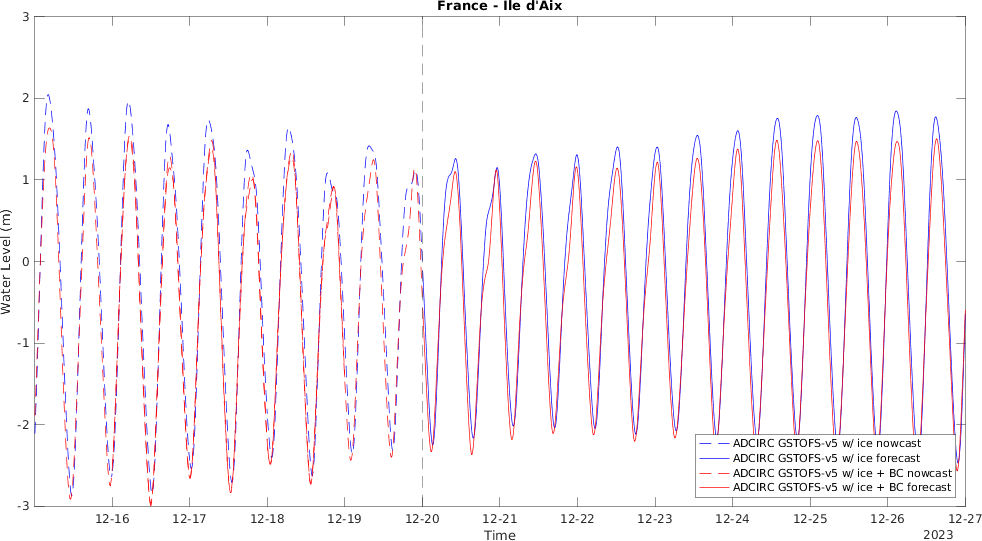 France - Ile d'Aix
Water Level (m)
3
2
1
0
-1
-2
-3
12-16
12-17
12-18
12-19
12-20
12-21
12-22
12-23
12-24
12-25
12-26
12-27
Time
2023
ADCIRC GSTOFS-v5 w/ ice nowcast
ADCIRC GSTOFS-v5 w/ ice forecast
ADCIRC GSTOFS-v5 w/ ice + BC nowcast
ADCIRC GSTOFS-v5 w/ ice + BC forecast